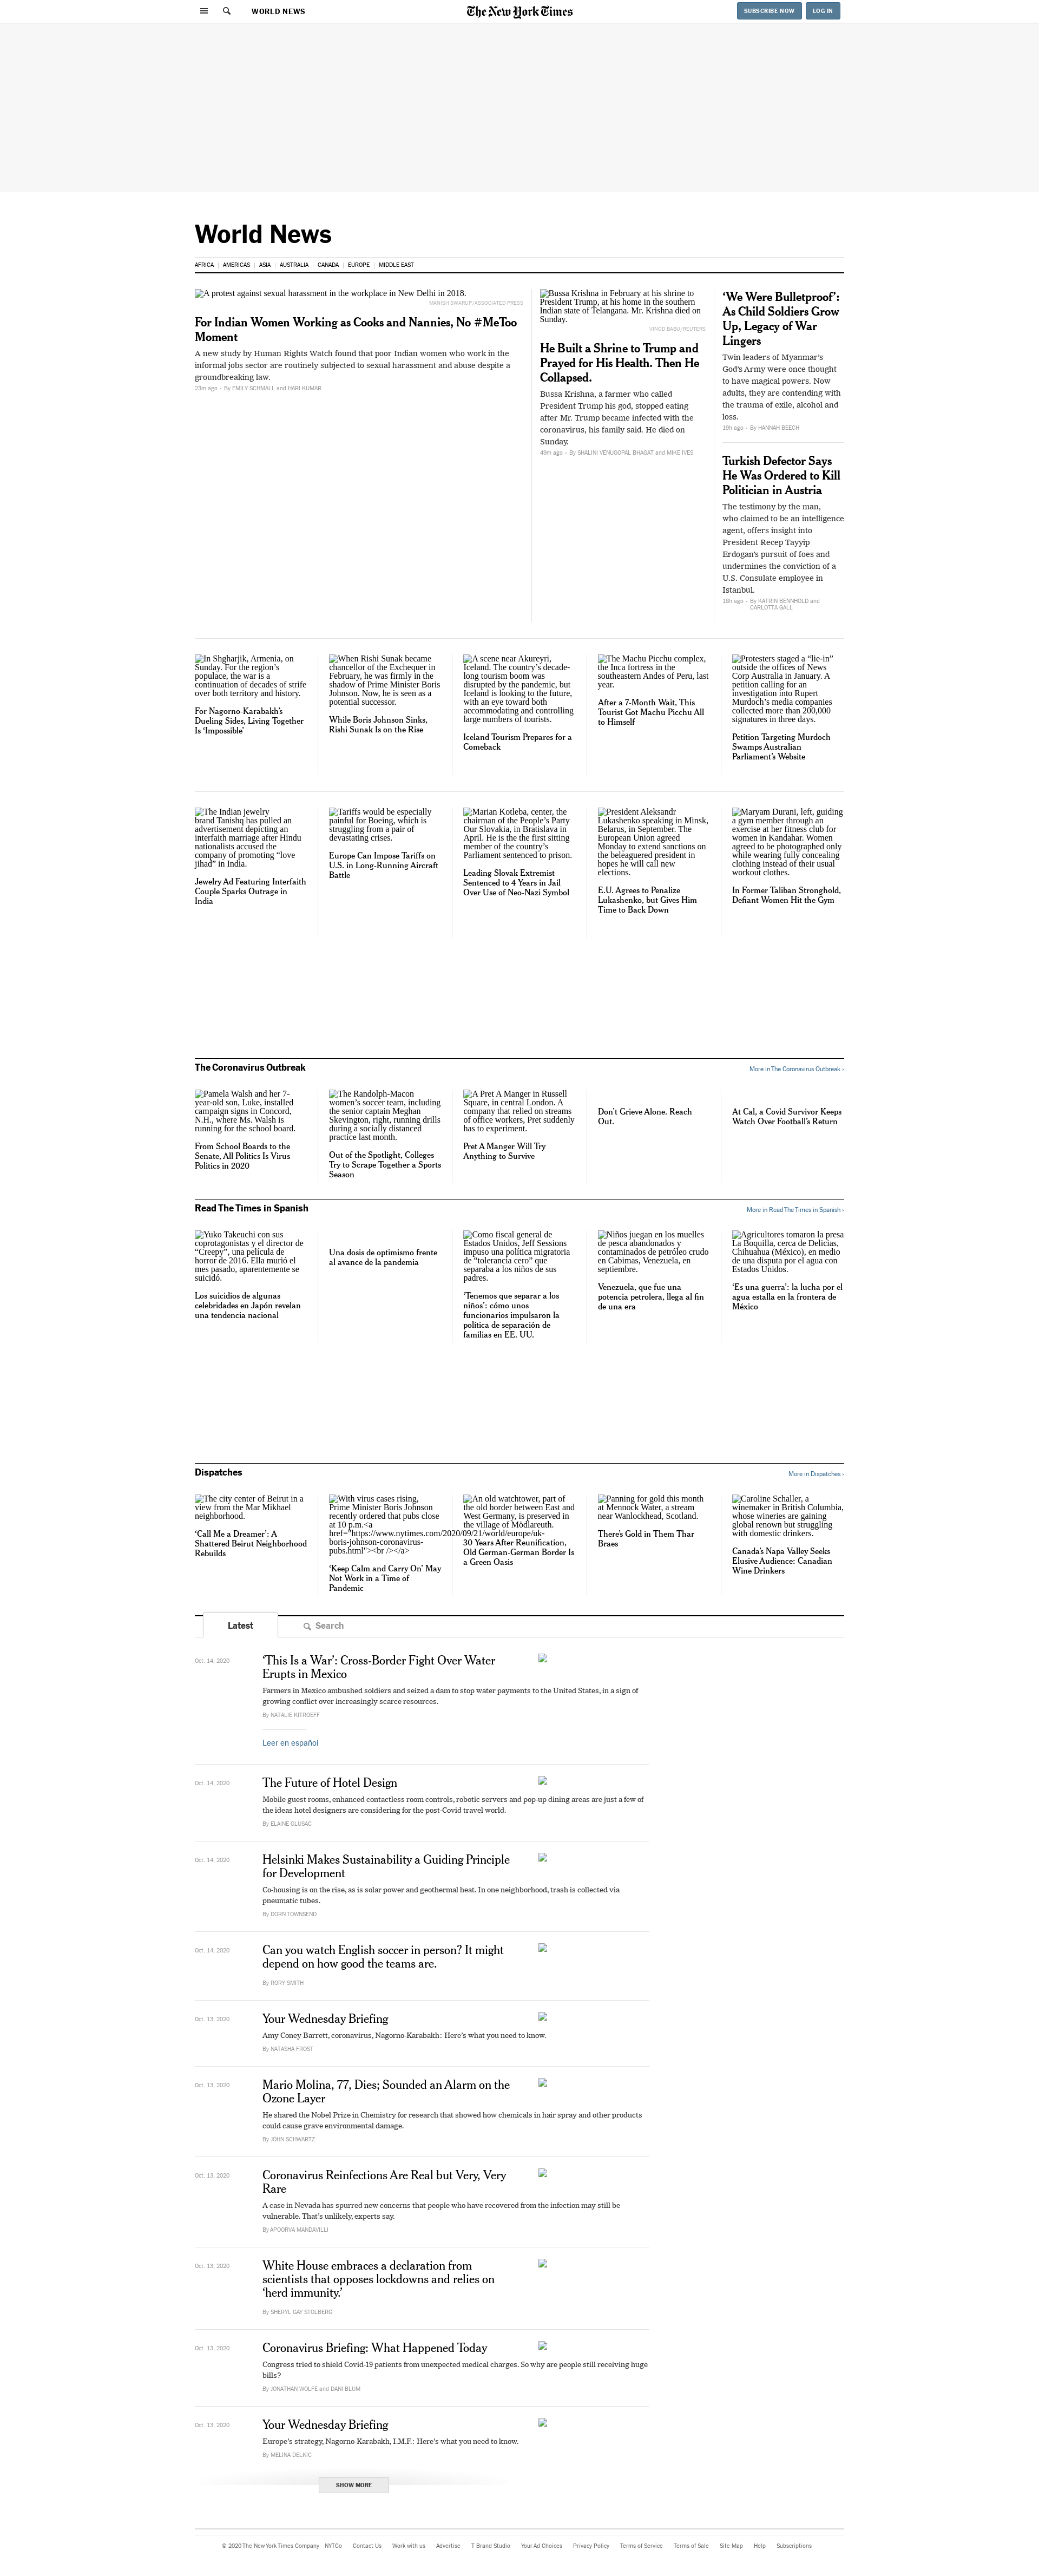 WORLD NEWS
The New York Times
SUBSCRIBE NOW
LOG IN
World News
AFRICA
AMERICAS
ASIA
AUSTRALIA
CANADA
EUROPE
MIDDLE EAST
A protest against sexual harassment in the workplace in New Delhi in 2018.
MANISH SWARUP/ASSOCIATED PRESS
For Indian Women Working as Cooks and Nannies, No #MeToo
Moment
A new study by Human Rights Watch found that poor Indian women who work in the
informal jobs sector are routinely subjected to sexual harassment and abuse despite a
groundbreaking law.
23m ago - By EMILY SCHMALL and HARI KUMAR
Bussa Krishna in February at his shrine to
President Trump, at his home in the southern
Indian state of Telangana. Mr. Krishna died on
Sunday.
VINOD BABU/REUTERS
He Built a Shrine to Trump and
Prayed for His Health. Then He
Collapsed.
Bussa Krishna, a farmer who called
President Trump his god, stopped eating
after Mr. Trump became infected with the
coronavirus, his family said. He died on
Sunday.
49m ago - By SHALINI VENUGOPAL BHAGAT and MIKE IVES
‘We Were Bulletproof’:
As Child Soldiers Grow
Up, Legacy of War
Lingers
Twin leaders of Myanmar’s
God’s Army were once thought
to have magical powers. Now
adults, they are contending with
the trauma of exile, alcohol and
loss.
19h ago - By HANNAH BEECH
Turkish Defector Says
He Was Ordered to Kill
Politician in Austria
The testimony by the man,
who claimed to be an intelligence
agent, offers insight into
President Recep Tayyip
Erdogan’s pursuit of foes and
undermines the conviction of a
U.S. Consulate employee in
Istanbul.
18h ago - By KATRIN BENNHOLD and
CARLOTTA GALL
In Shgharjik, Armenia, on
Sunday. For the region’s
populace, the war is a
continuation of decades of strife
over both territory and history.
For Nagorno-Karabakh’s
Dueling Sides, Living Together
Is ‘Impossible’
When Rishi Sunak became
chancellor of the Exchequer in
February, he was firmly in the
shadow of Prime Minister Boris
Johnson. Now, he is seen as a
potential successor.
While Boris Johnson Sinks,
Rishi Sunak Is on the Rise
A scene near Akureyri,
Iceland. The country’s decade-
long tourism boom was
disrupted by the pandemic, but
Iceland is looking to the future,
with an eye toward both
accommodating and controlling
large numbers of tourists.
Iceland Tourism Prepares for a
Comeback
The Machu Picchu complex,
the Inca fortress in the
southeastern Andes of Peru, last
year.
After a 7-Month Wait, This
Tourist Got Machu Picchu All
to Himself
Protesters staged a “lie-in”
outside the offices of News
Corp Australia in January. A
petition calling for an
investigation into Rupert
Murdoch’s media companies
collected more than 200,000
signatures in three days.
Petition Targeting Murdoch
Swamps Australian
Parliament’s Website
The Indian jewelry
brand Tanishq has pulled an
advertisement depicting an
interfaith marriage after Hindu
nationalists accused the
company of promoting “love
jihad” in India.
Jewelry Ad Featuring Interfaith
Couple Sparks Outrage in
India
Tariffs would be especially
painful for Boeing, which is
struggling from a pair of
devastating crises.
Europe Can Impose Tariffs on
U.S. in Long-Running Aircraft
Battle
Marian Kotleba, center, the
chairman of the People’s Party
Our Slovakia, in Bratislava in
April. He is the the first sitting
member of the country’s
Parliament sentenced to prison.
Leading Slovak Extremist
Sentenced to 4 Years in Jail
Over Use of Neo-Nazi Symbol
President Aleksandr
Lukashenko speaking in Minsk,
Belarus, in September. The
European Union agreed
Monday to extend sanctions on
the beleaguered president in
hopes he will call new
elections.
E.U. Agrees to Penalize
Lukashenko, but Gives Him
Time to Back Down
Maryam Durani, left, guiding
a gym member through an
exercise at her fitness club for
women in Kandahar. Women
agreed to be photographed only
while wearing fully concealing
clothing instead of their usual
workout clothes.
In Former Taliban Stronghold,
Defiant Women Hit the Gym
The Coronavirus Outbreak
More in The Coronavirus Outbreak ›
Pamela Walsh and her 7-
year-old son, Luke, installed
campaign signs in Concord,
N.H., where Ms. Walsh is
running for the school board.
From School Boards to the
Senate, All Politics Is Virus
Politics in 2020
The Randolph-Macon
women’s soccer team, including
the senior captain Meghan
Skevington, right, running drills
during a socially distanced
practice last month.
Out of the Spotlight, Colleges
Try to Scrape Together a Sports
Season
A Pret A Manger in Russell
Square, in central London. A
company that relied on streams
of office workers, Pret suddenly
has to experiment.
Pret A Manger Will Try
Anything to Survive
Don’t Grieve Alone. Reach
Out.
At Cal, a Covid Survivor Keeps
Watch Over Football’s Return
Read The Times in Spanish
More in Read The Times in Spanish ›
Yuko Takeuchi con sus
coprotagonistas y el director de
“Creepy”, una película de
horror de 2016. Ella murió el
mes pasado, aparentemente se
suicidó.
Los suicidios de algunas
celebridades en Japón revelan
una tendencia nacional
Una dosis de optimismo frente
al avance de la pandemia
Como fiscal general de
Estados Unidos, Jeff Sessions
impuso una política migratoria
de “tolerancia cero” que
separaba a los niños de sus
padres.
‘Tenemos que separar a los
niños’: cómo unos
funcionarios impulsaron la
política de separación de
familias en EE. UU.
Niños juegan en los muelles
de pesca abandonados y
contaminados de petróleo crudo
en Cabimas, Venezuela, en
septiembre.
Venezuela, que fue una
potencia petrolera, llega al fin
de una era
Agricultores tomaron la presa
La Boquilla, cerca de Delicias,
Chihuahua (México), en medio
de una disputa por el agua con
Estados Unidos.
‘Es una guerra’: la lucha por el
agua estalla en la frontera de
México
Dispatches
More in Dispatches ›
The city center of Beirut in a
view from the Mar Mikhael
neighborhood.
‘Call Me a Dreamer’: A
Shattered Beirut Neighborhood
Rebuilds
With virus cases rising,
Prime Minister Boris Johnson
recently ordered that pubs close
at 10 p.m.<a
href="https://www.nytimes.com/2020/09/21/world/europe/uk-
boris-johnson-coronavirus-
pubs.html"><br /></a>
‘Keep Calm and Carry On’ May
Not Work in a Time of
Pandemic
An old watchtower, part of
the old border between East and
West Germany, is preserved in
the village of Mödlareuth.
30 Years After Reunification,
Old German-German Border Is
a Green Oasis
Panning for gold this month
at Mennock Water, a stream
near Wanlockhead, Scotland.
There’s Gold in Them Thar
Braes
Caroline Schaller, a
winemaker in British Columbia,
whose wineries are gaining
global renown but struggling
with domestic drinkers.
Canada’s Napa Valley Seeks
Elusive Audience: Canadian
Wine Drinkers
Latest
Search
Oct. 14, 2020
‘This Is a War’: Cross-Border Fight Over Water
Erupts in Mexico
Farmers in Mexico ambushed soldiers and seized a dam to stop water payments to the United States, in a sign of
growing conflict over increasingly scarce resources.
By NATALIE KITROEFF
Leer en español
Oct. 14, 2020
The Future of Hotel Design
Mobile guest rooms, enhanced contactless room controls, robotic servers and pop-up dining areas are just a few of
the ideas hotel designers are considering for the post-Covid travel world.
By ELAINE GLUSAC
Oct. 14, 2020
Helsinki Makes Sustainability a Guiding Principle
for Development
Co-housing is on the rise, as is solar power and geothermal heat. In one neighborhood, trash is collected via
pneumatic tubes.
By DORN TOWNSEND
Oct. 14, 2020
Can you watch English soccer in person? It might
depend on how good the teams are.
By RORY SMITH
Oct. 13, 2020
Your Wednesday Briefing
Amy Coney Barrett, coronavirus, Nagorno-Karabakh: Here’s what you need to know.
By NATASHA FROST
Oct. 13, 2020
Mario Molina, 77, Dies; Sounded an Alarm on the
Ozone Layer
He shared the Nobel Prize in Chemistry for research that showed how chemicals in hair spray and other products
could cause grave environmental damage.
By JOHN SCHWARTZ
Oct. 13, 2020
Coronavirus Reinfections Are Real but Very, Very
Rare
A case in Nevada has spurred new concerns that people who have recovered from the infection may still be
vulnerable. That’s unlikely, experts say.
By APOORVA MANDAVILLI
Oct. 13, 2020
White House embraces a declaration from
scientists that opposes lockdowns and relies on
‘herd immunity.’
By SHERYL GAY STOLBERG
Oct. 13, 2020
Coronavirus Briefing: What Happened Today
Congress tried to shield Covid-19 patients from unexpected medical charges. So why are people still receiving huge
bills?
By JONATHAN WOLFE and DANI BLUM
Oct. 13, 2020
Your Wednesday Briefing
Europe’s strategy, Nagorno-Karabakh, I.M.F.: Here’s what you need to know.
By MELINA DELKIC
SHOW MORE
© 2020 The New York Times Company
NYTCo
Contact Us
Work with us
Advertise
T Brand Studio
Your Ad Choices
Privacy Policy
Terms of Service
Terms of Sale
Site Map
Help
Subscriptions